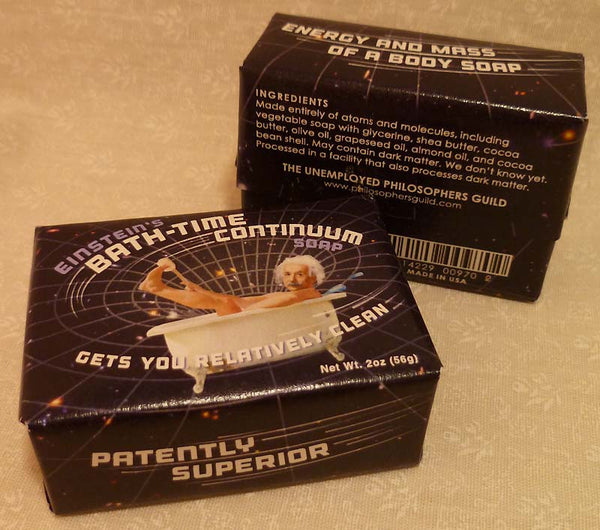 EINSTEIN'S
BATH-TIME
CONTINUUM
SOAP
GETS YOU RELATIVELY CLEAN
Net Wt. 2oz (56g)
PATENTLY
SUPERIOR
ENERGY AND MASS
OF A BODY SOAP
INGREDIENTS
Made entirely of atoms and molecules, including
vegetable soap with glycerine, shea butter, cocoa
butter, olive oil, grapeseed oil, almond oil, and cocoa
bean shell. May contain dark matter. We don't know yet.
Processed in a facility that also processes dark matter.
THE UNEMPLOYED PHILOSOPHERS GUILD
www.philosophersguild.com
14229 00970
MADE IN USA